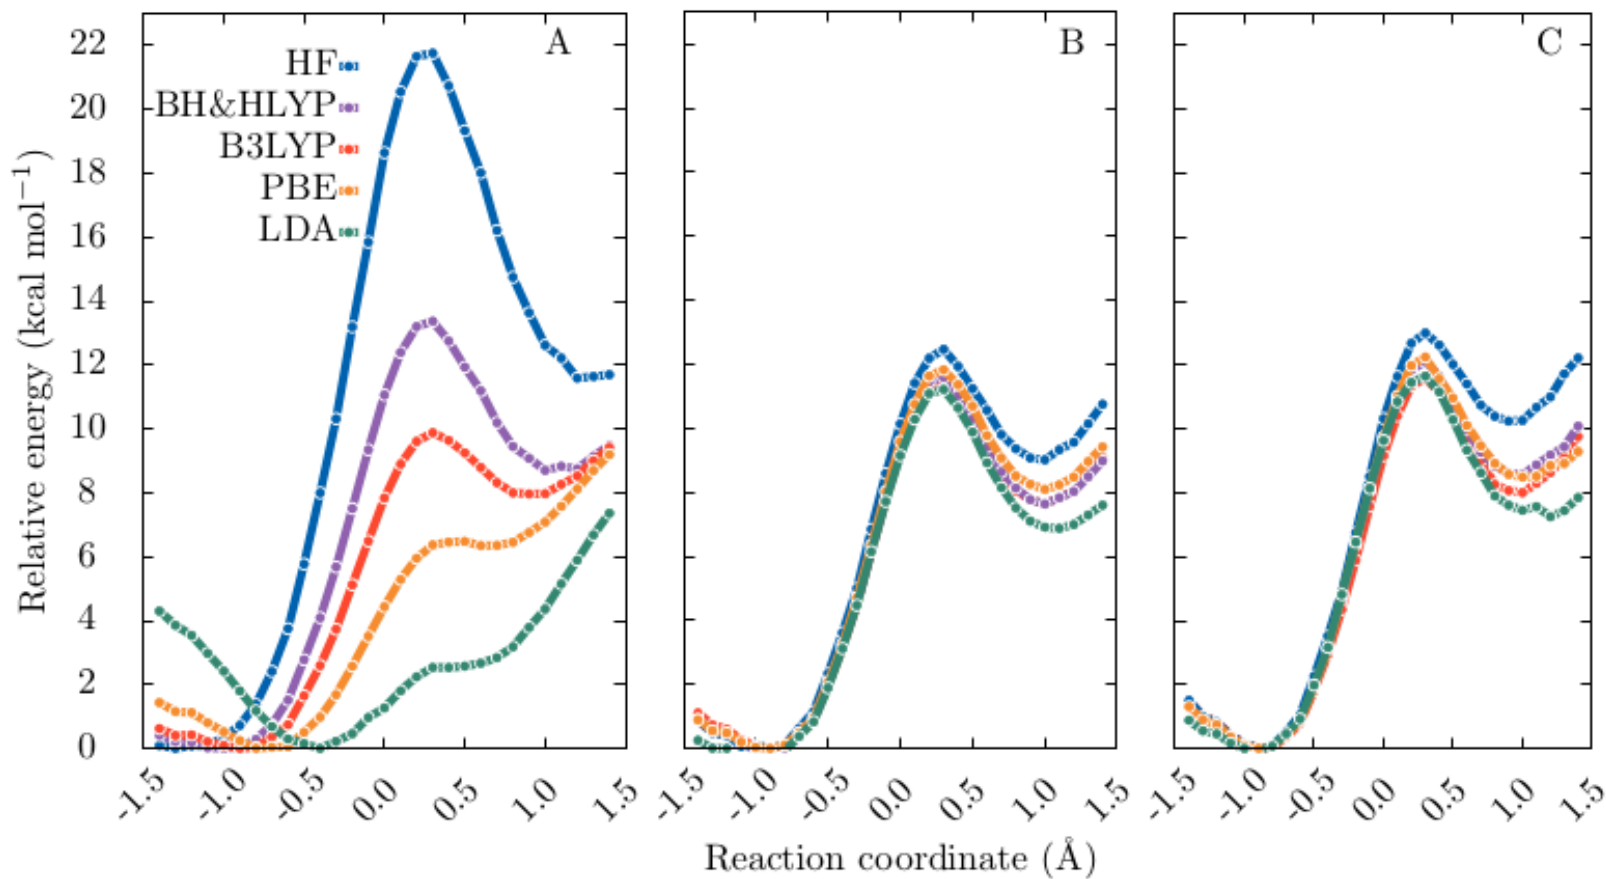 Relative energy (kcal mol⁻¹)
22
20
18
16
14
12
10
8
6
4
2
0
A
HF
BH&HLYP
B3LYP
PBE
LDA
B
C
-1.5 -1.0 -0.5 0.0 0.5 1.0 1.5
-1.5 -1.0 -0.5 0.0 0.5 1.0 1.5
-1.5 -1.0 -0.5 0.0 0.5 1.0 1.5
Reaction coordinate (Å)